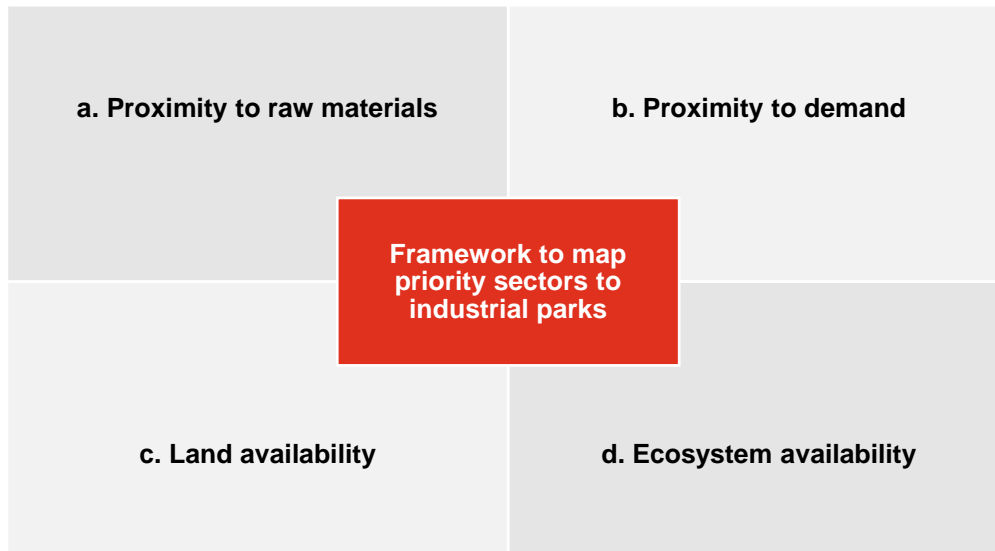 a. Proximity to raw materials
b. Proximity to demand
Framework to map
priority sectors to
industrial parks
c. Land availability
d. Ecosystem availability